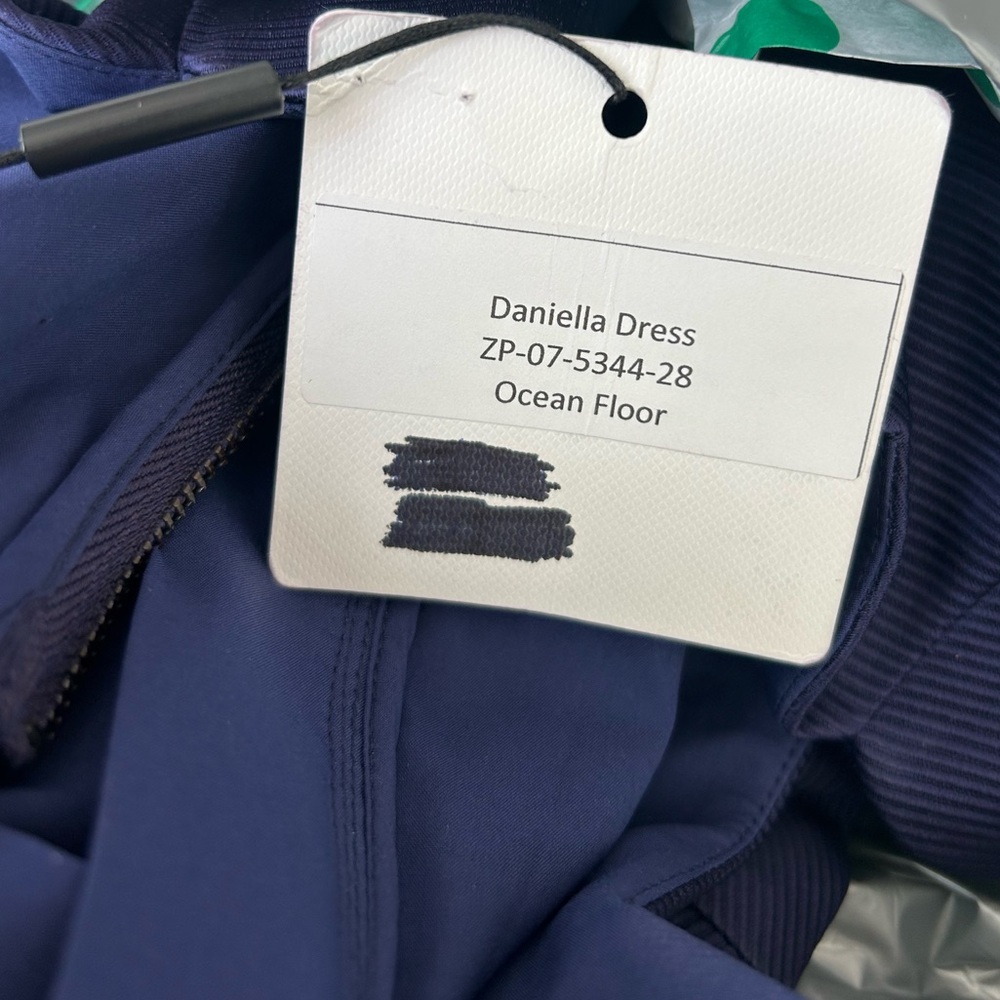 Daniella Dress
ZP-07-5344-28
Ocean Floor